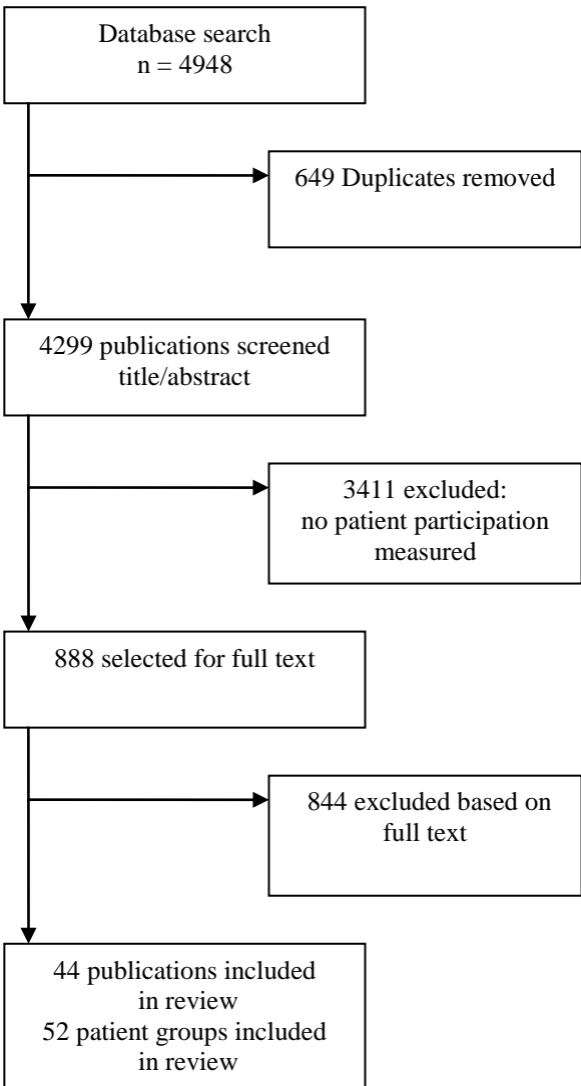 Database search
n = 4948
649 Duplicates removed
4299 publications screened
title/abstract
3411 excluded:
no patient participation
measured
888 selected for full text
844 excluded based on
full text
44 publications included
in review
52 patient groups included
in review